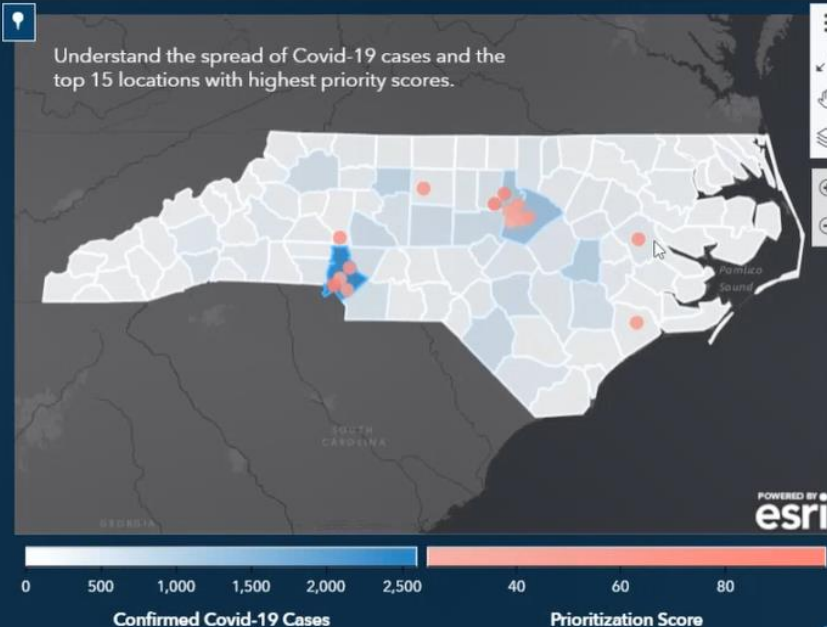 Understand the spread of Covid-19 cases and the
top 15 locations with highest priority scores.
Pamlico
Sound
SOUTH
CAROLINA
GEORGIA
POWERED BY
esri
0 500 1,000 1,500 2,000 2,500
40 60 80
Confirmed Covid-19 Cases
Prioritization Score